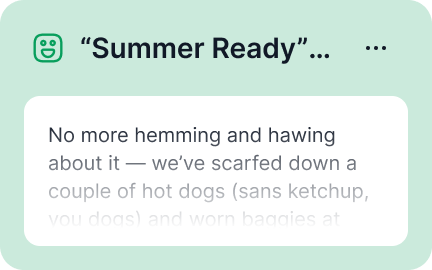 “Summer Ready”...
No more hemming and hawing
about it — we’ve scarfed down a
couple of hot dogs (sans ketchup,
you dogs) and worn baggies at